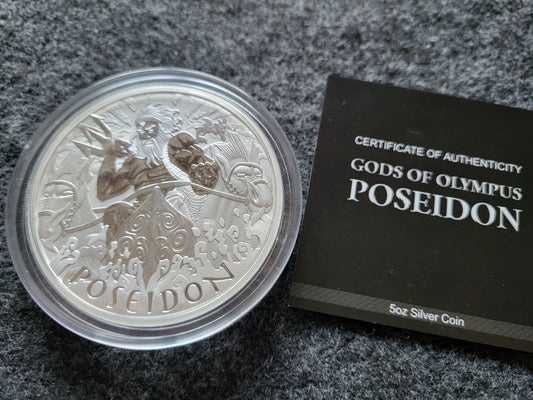 POSEIDON
CERTIFICATE OF AUTHENTICITY
GODS OF OLYMPUS
POSEIDON
5oz Silver Coin